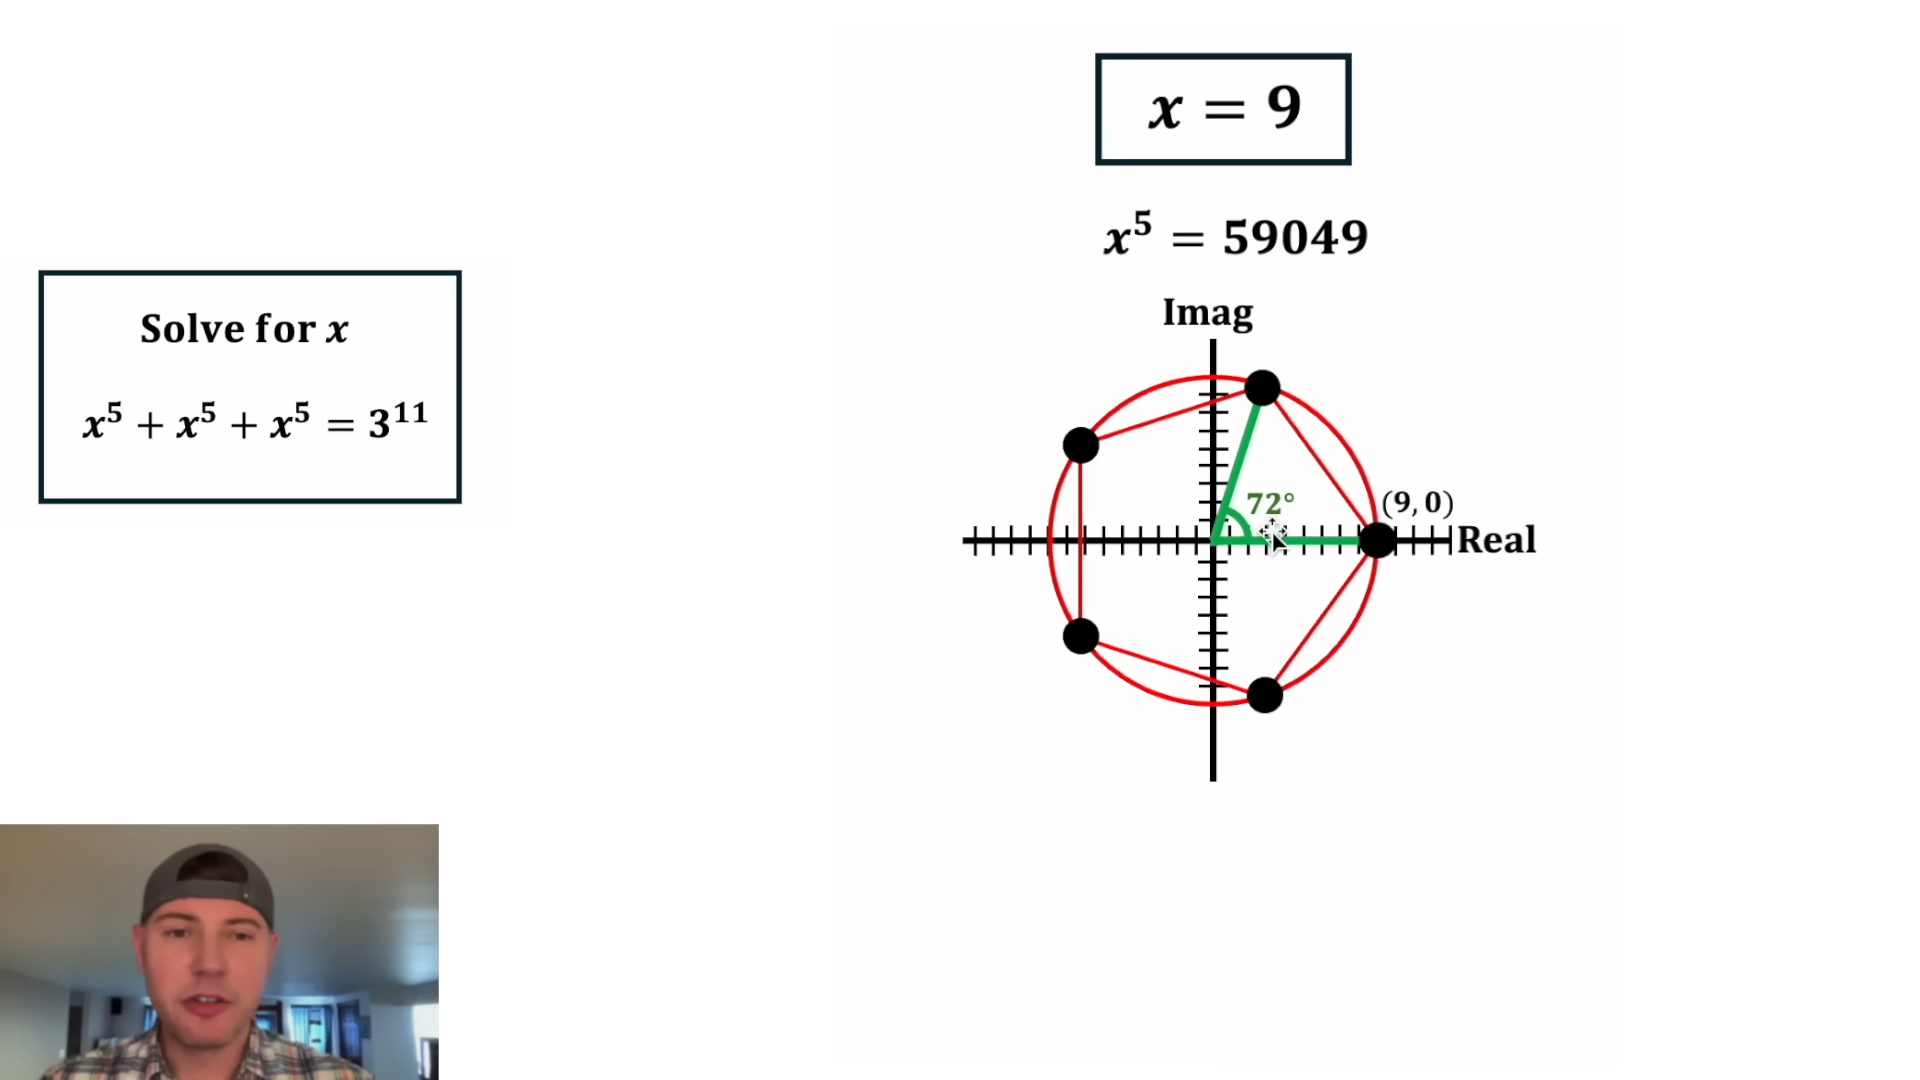 Solve for x
x⁵ + x⁵ + x⁵ = 3¹¹
x = 9
x⁵ = 59049
Imag
72°
(9, 0)
Real